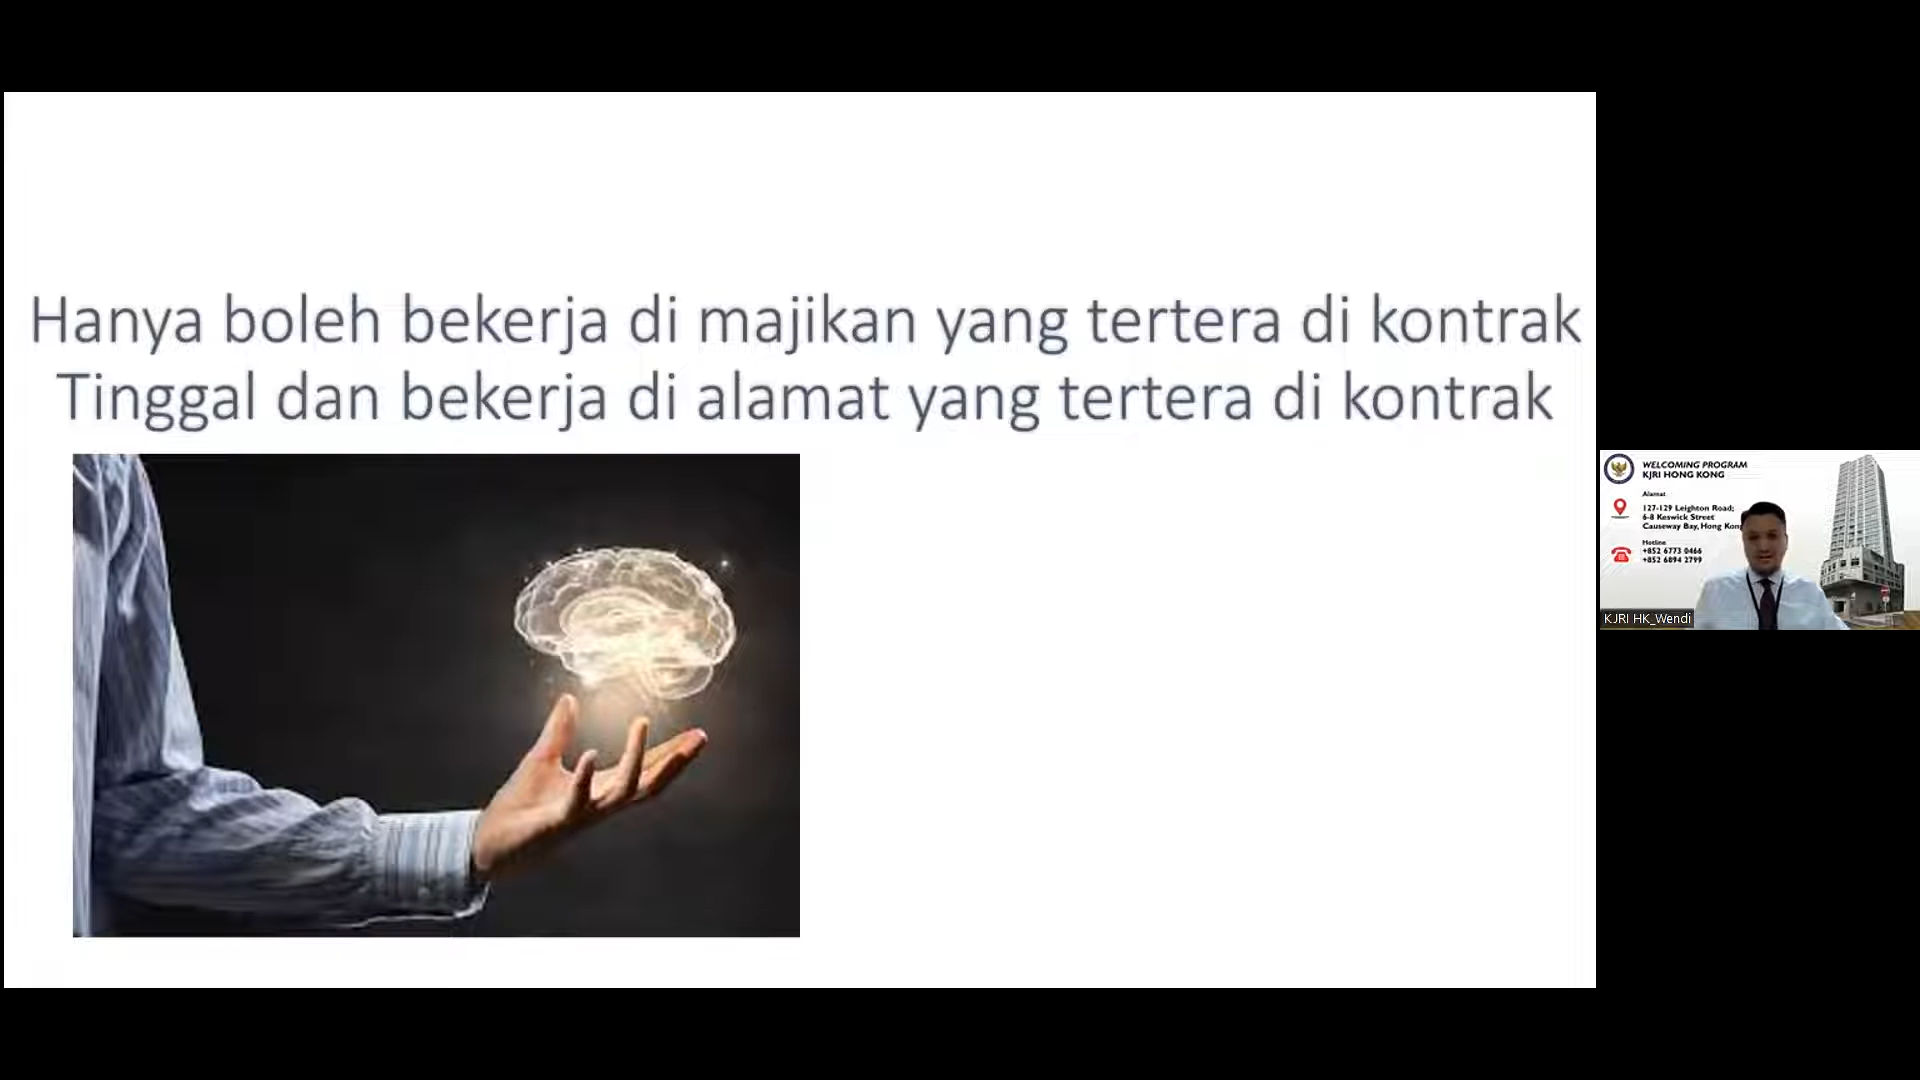 Hanya boleh bekerja di majikan yang tertera di kontrak
Tinggal dan bekerja di alamat yang tertera di kontrak
WELCOMING PROGRAM
KJRI HONG KONG
Alamat
127-129 Leighton Road;
6-8 Keswick Street
Causeway Bay, Hong Kong
Hotline
+852 6773 0466
+852 6894 2799
KJRI HK_Wendi